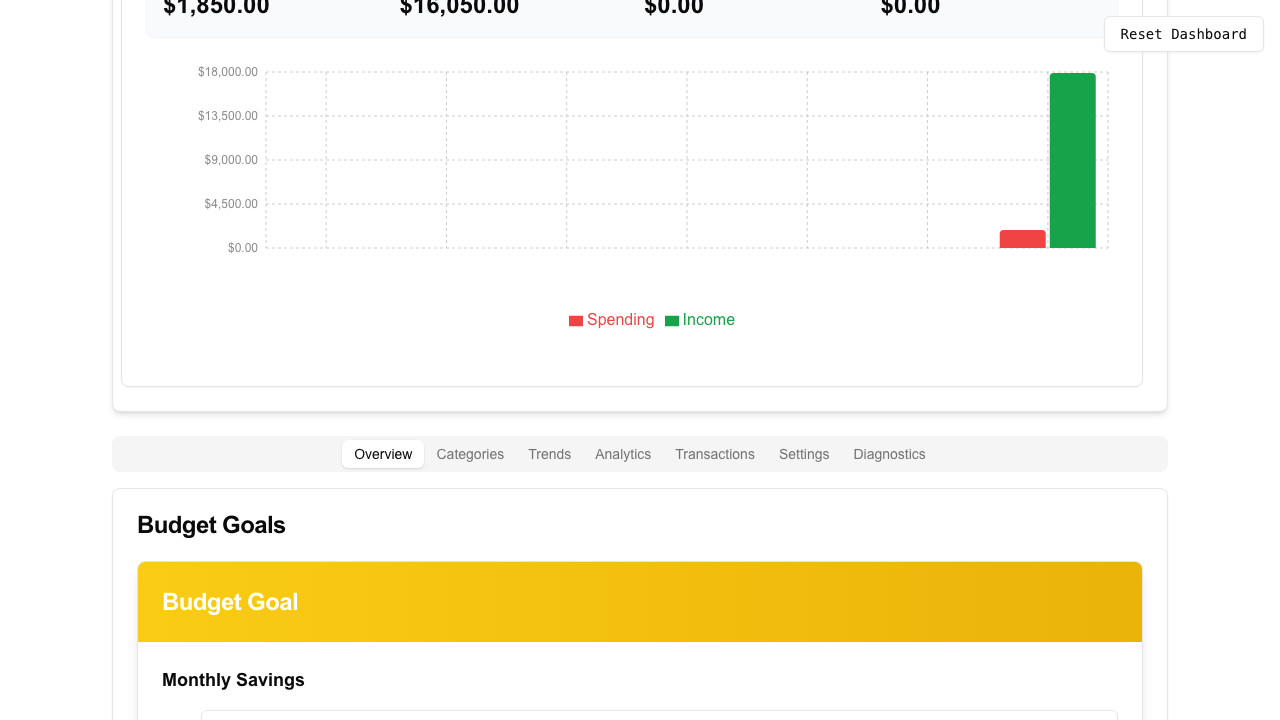 $1,850.00 $16,050.00 $0.00 $0.00
Reset Dashboard
$18,000.00
$13,500.00
$9,000.00
$4,500.00
$0.00
Spending Income
Overview Categories Trends Analytics Transactions Settings Diagnostics
Budget Goals
Budget Goal
Monthly Savings